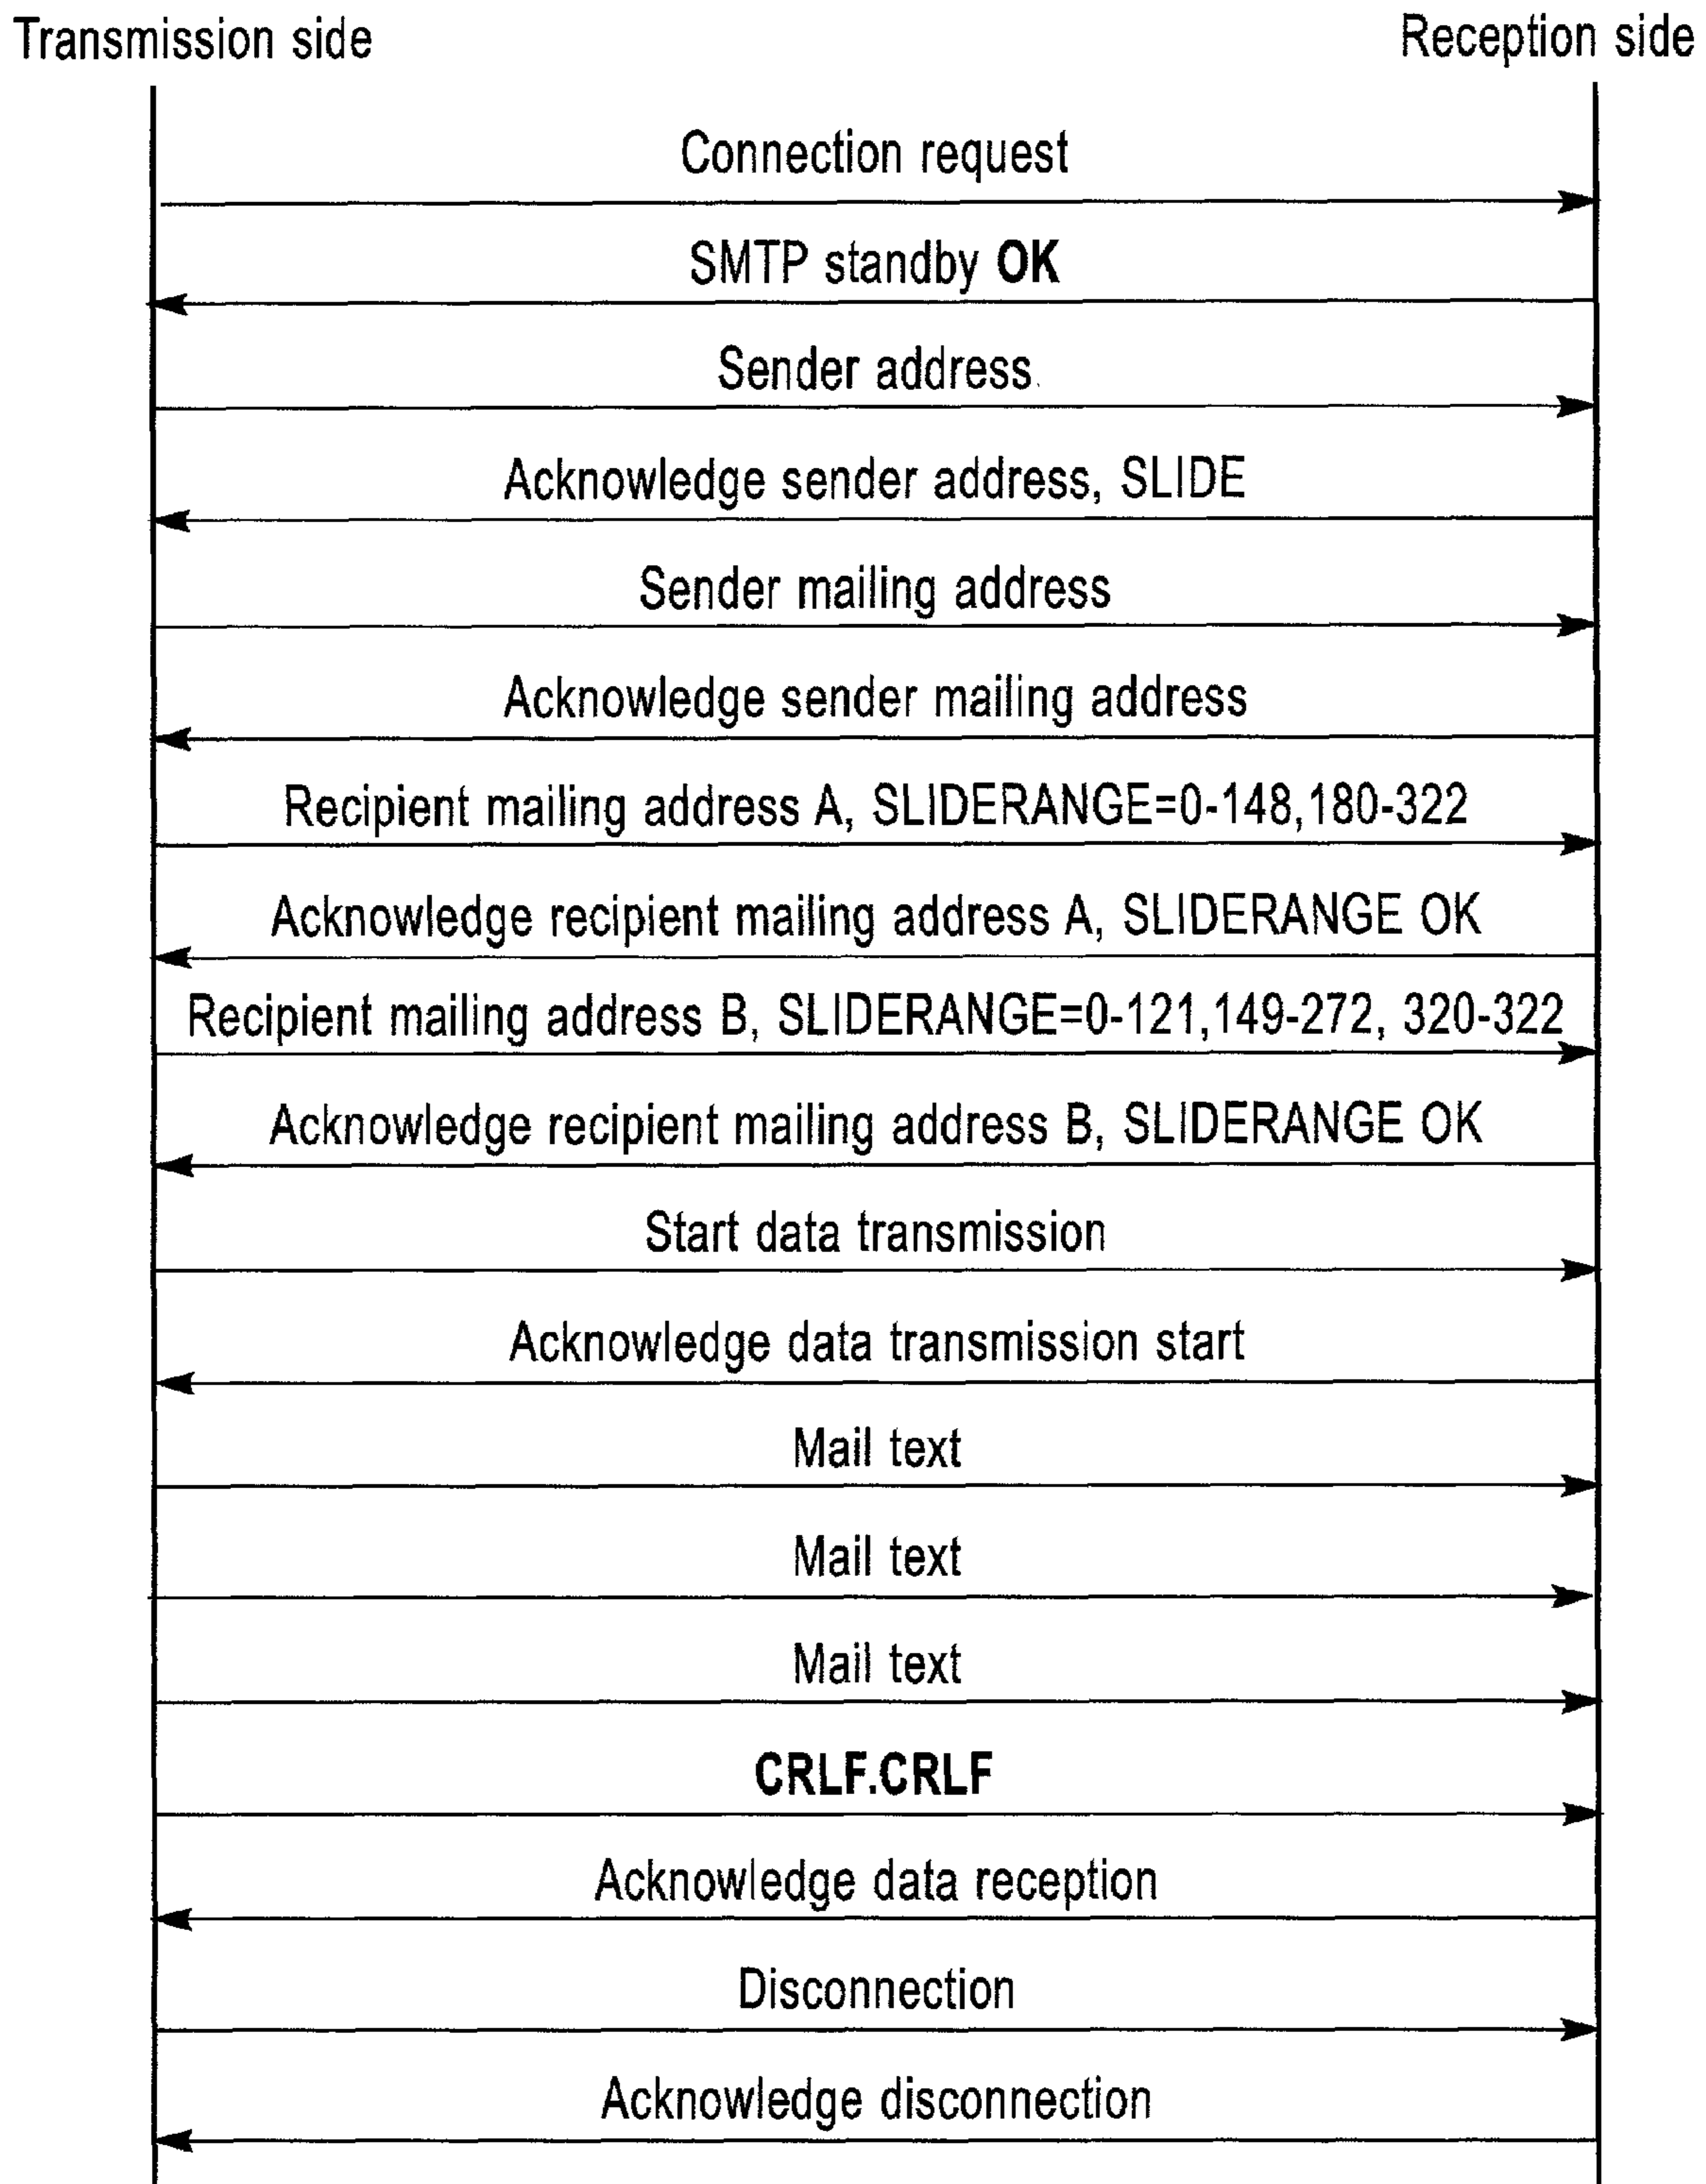 Transmission side
Reception side
Connection request
SMTP standby OK
Sender address
Acknowledge sender address, SLIDE
Sender mailing address
Acknowledge sender mailing address
Recipient mailing address A, SLIDERANGE=0-148,180-322
Acknowledge recipient mailing address A, SLIDERANGE OK
Recipient mailing address B, SLIDERANGE=0-121,149-272, 320-322
Acknowledge recipient mailing address B, SLIDERANGE OK
Start data transmission
Acknowledge data transmission start
Mail text
Mail text
Mail text
CRLF.CRLF
Acknowledge data reception
Disconnection
Acknowledge disconnection